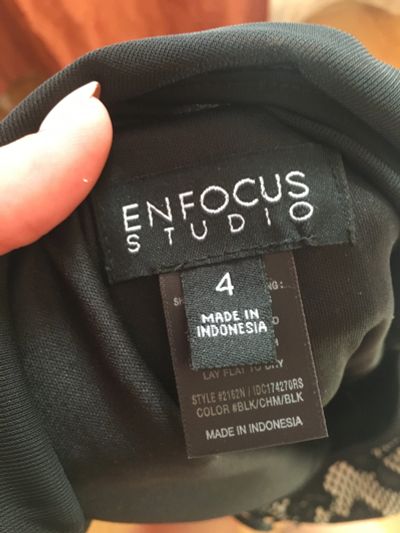 ENFOCUS
STUDIO
4
MADE IN
INDONESIA
LAY FLAT TO DRY
STYLE #2162N / IDC174270RS
COLOR #BLK/CHM/BLK
MADE IN INDONESIA